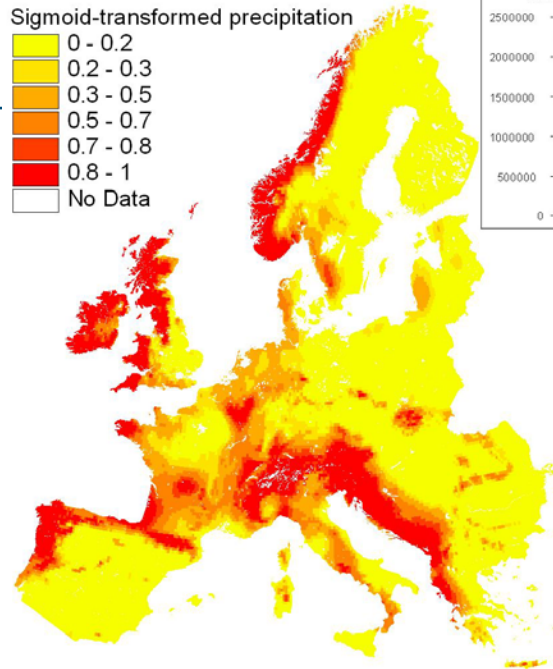 Sigmoid-transformed precipitation
0 - 0.2
0.2 - 0.3
0.3 - 0.5
0.5 - 0.7
0.7 - 0.8
0.8 - 1
No Data
2500000
2000000
1500000
1000000
500000
0